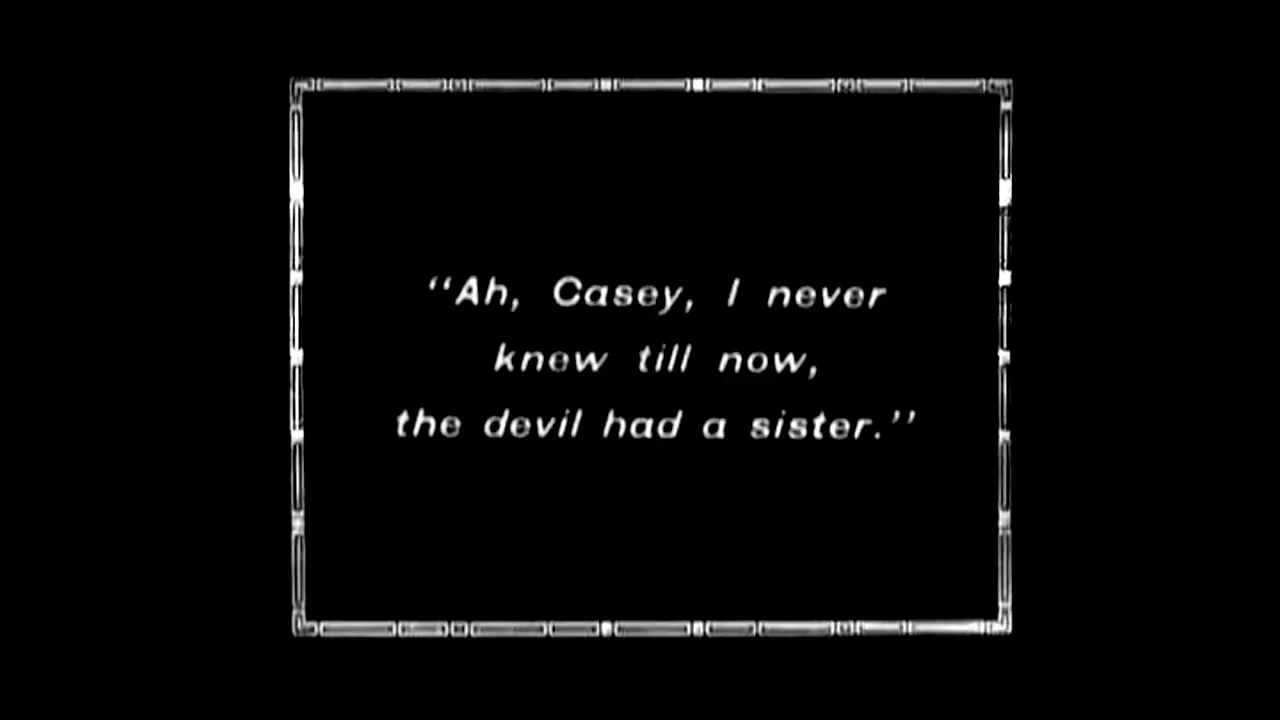 “Ah, Casey, I never
knew till now,
the devil had a sister.”